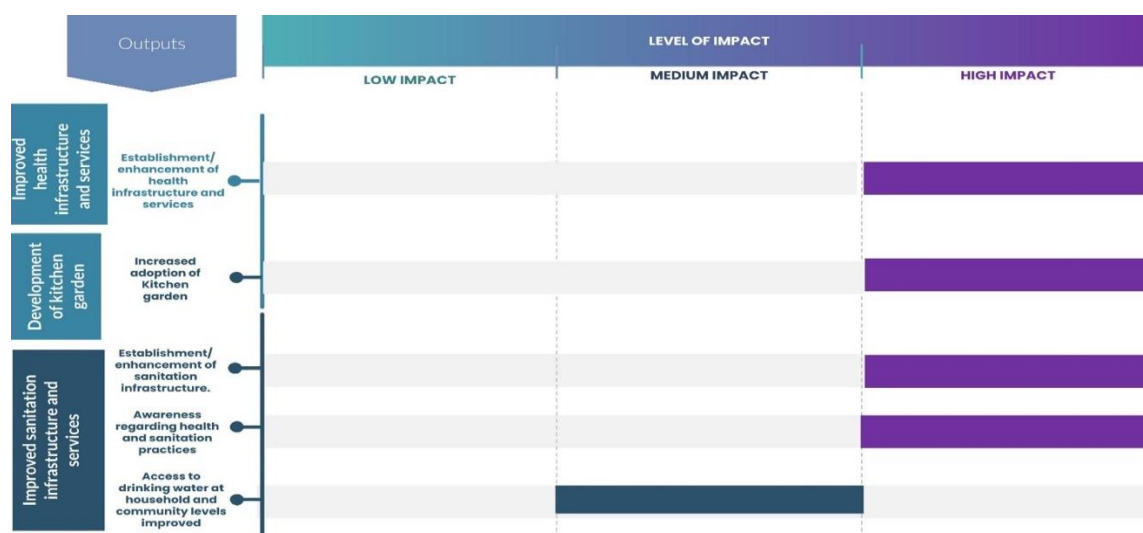 Outputs
LEVEL OF IMPACT
LOW IMPACT
MEDIUM IMPACT
HIGH IMPACT
Improved
health
infrastructure
and services
Establishment/
enhancement of
health
infrastructure and
services
Development
of kitchen
garden
Increased
adoption of
Kitchen
garden
Improved sanitation
infrastructure and
services
Establishment/
enhancement of
sanitation
infrastructure.
Awareness
regarding health
and sanitation
practices
Access to
drinking water at
household and
community levels
improved